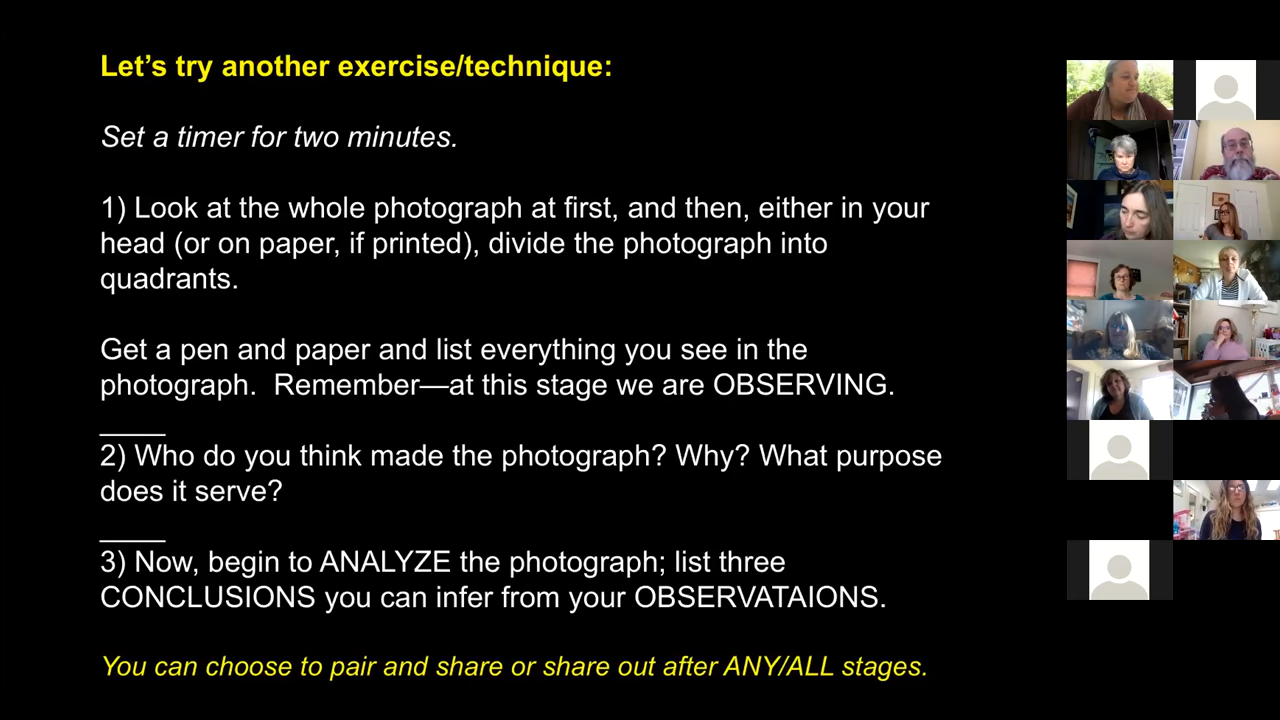 Let’s try another exercise/technique:
Set a timer for two minutes.
1) Look at the whole photograph at first, and then, either in your
head (or on paper, if printed), divide the photograph into
quadrants.
Get a pen and paper and list everything you see in the
photograph.  Remember—at this stage we are OBSERVING.
____
2) Who do you think made the photograph? Why? What purpose
does it serve?
____
3) Now, begin to ANALYZE the photograph; list three
CONCLUSIONS you can infer from your OBSERVATAIONS.
You can choose to pair and share or share out after ANY/ALL stages.